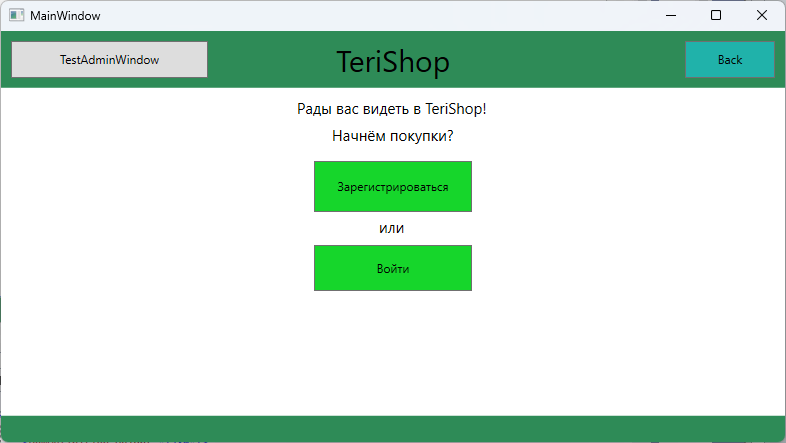 MainWindow
TestAdminWindow
TeriShop
Back
Рады вас видеть в TeriShop!
Начнём покупки?
Зарегистрироваться
или
Войти